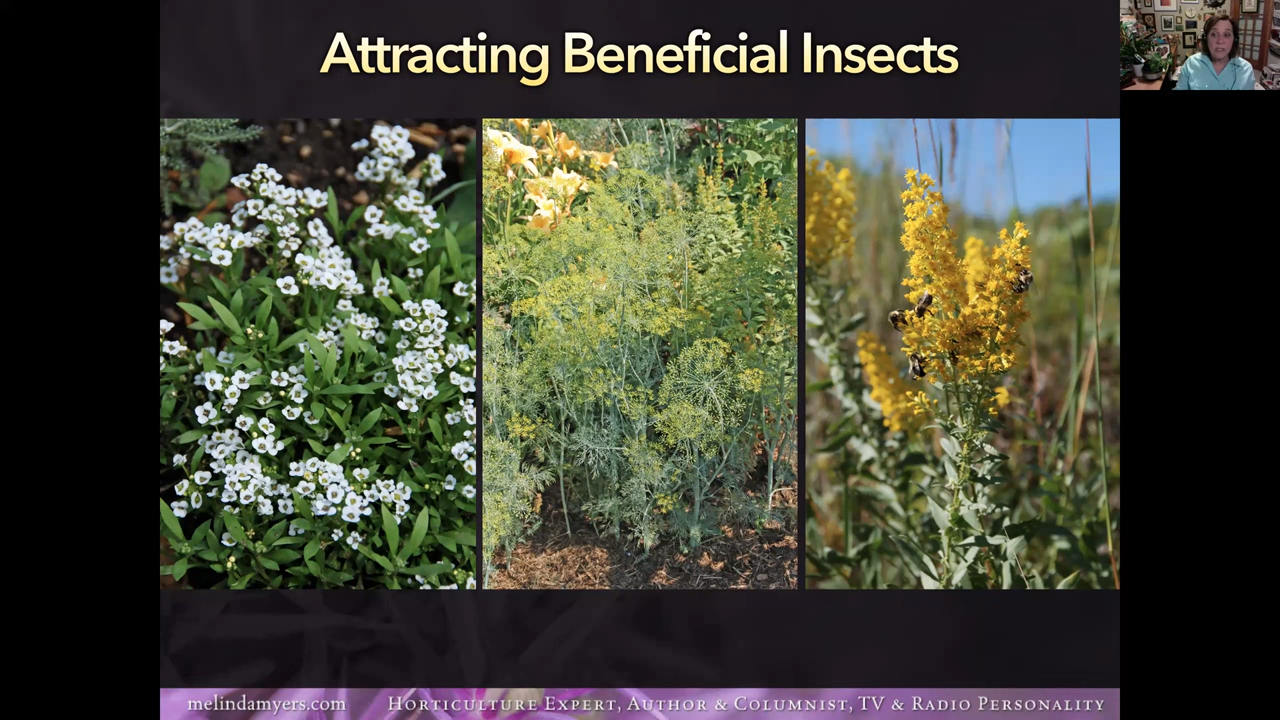 Attracting Beneficial Insects
melindamyers.com
Horticulture Expert, Author & Columnist, TV & Radio Personality